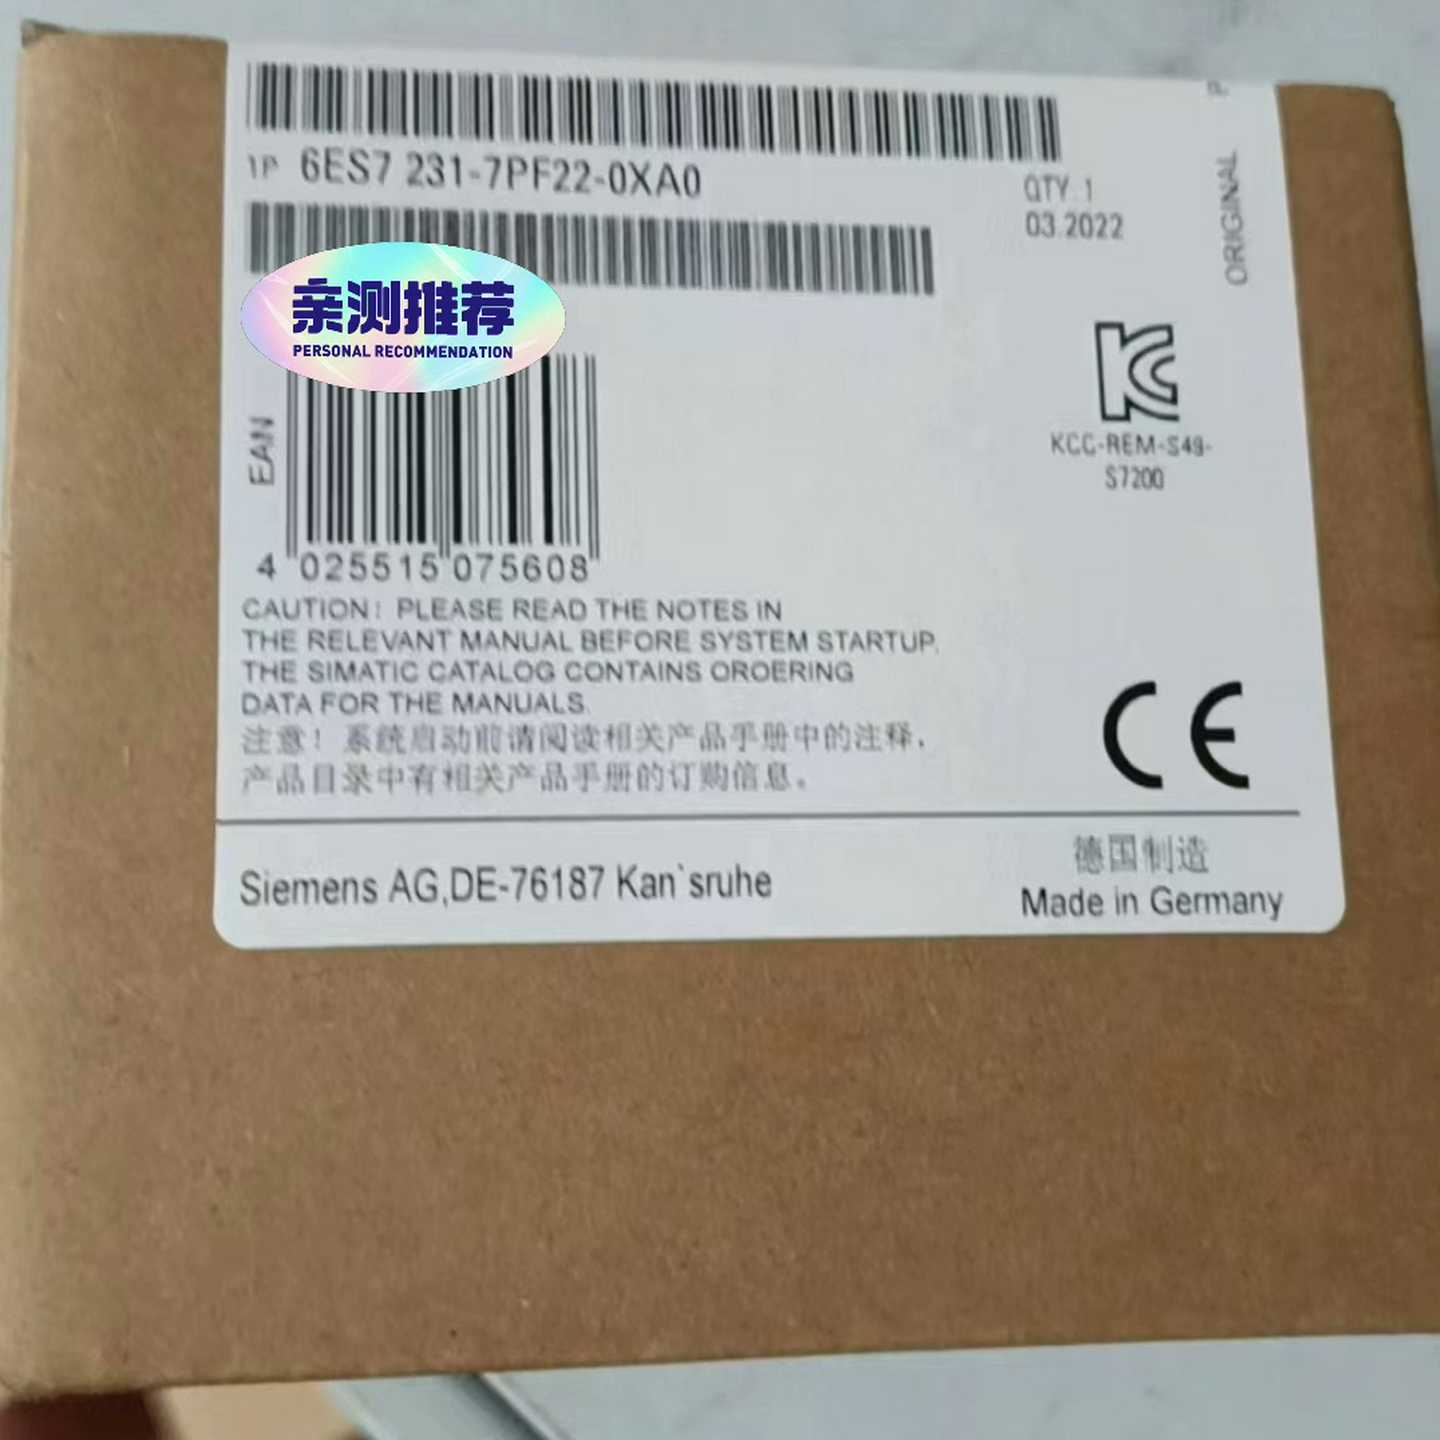 1P 6ES7 231-7PF22-0XA0
QTY:1
03.2022
ORIGINAL
亲测推荐
PERSONAL RECOMMENDATION
KCC-REM-S49-
S7200
EAN
4 025515 075608
CAUTION! PLEASE READ THE NOTES IN
THE RELEVANT MANUAL BEFORE SYSTEM STARTUP.
THE SIMATIC CATALOG CONTAINS OROERING
DATA FOR THE MANUALS.
注意！系统启动前请阅读相关产品手册中的注释，
产品目录中有相关产品手册的订购信息。
CE
Siemens AG,DE-76187 Kan`sruhe
德国制造
Made in Germany